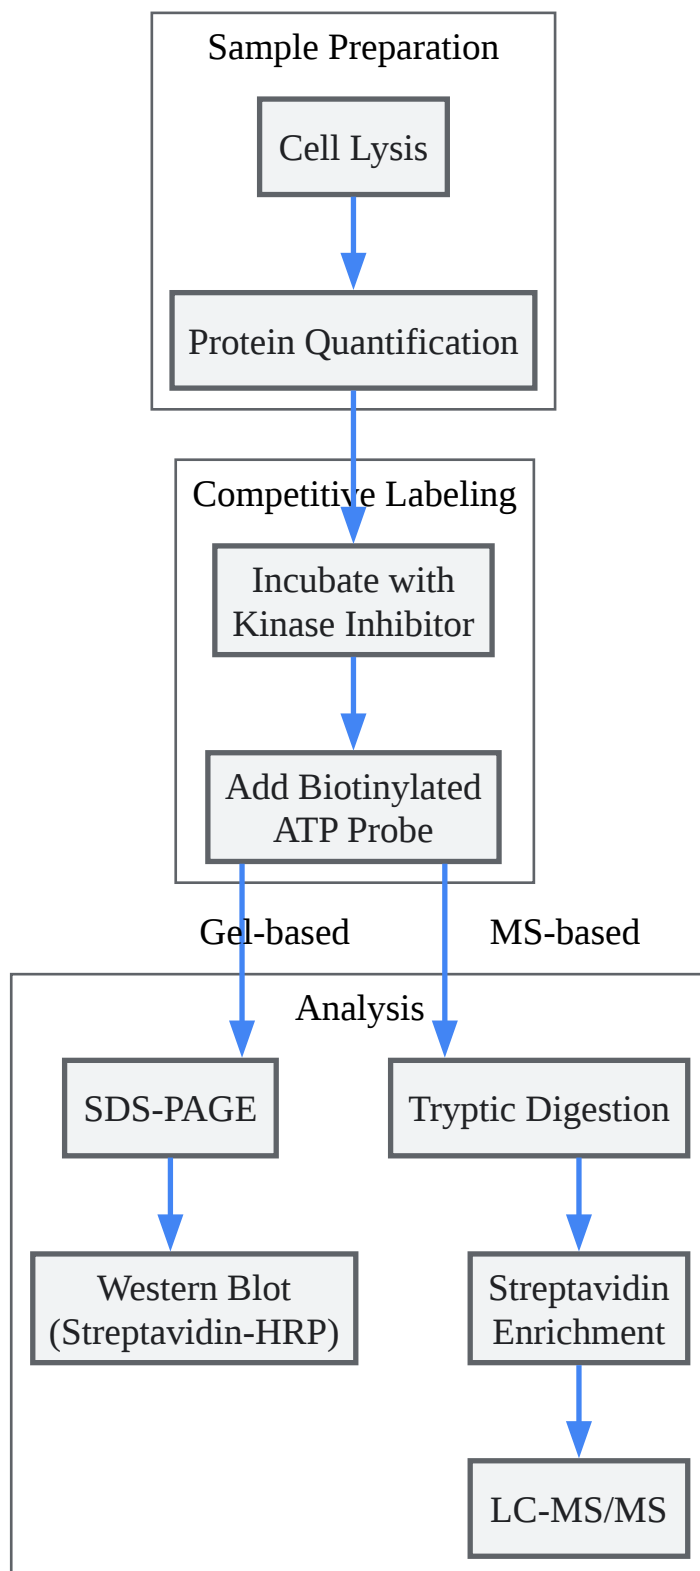 Sample Preparation
Cell Lysis
Protein Quantification
Competitive Labeling
Incubate with
Kinase Inhibitor
Add Biotinylated
ATP Probe
Gel-based
MS-based
Analysis
SDS-PAGE
Tryptic Digestion
Western Blot
(Streptavidin-HRP)
Streptavidin
Enrichment
LC-MS/MS